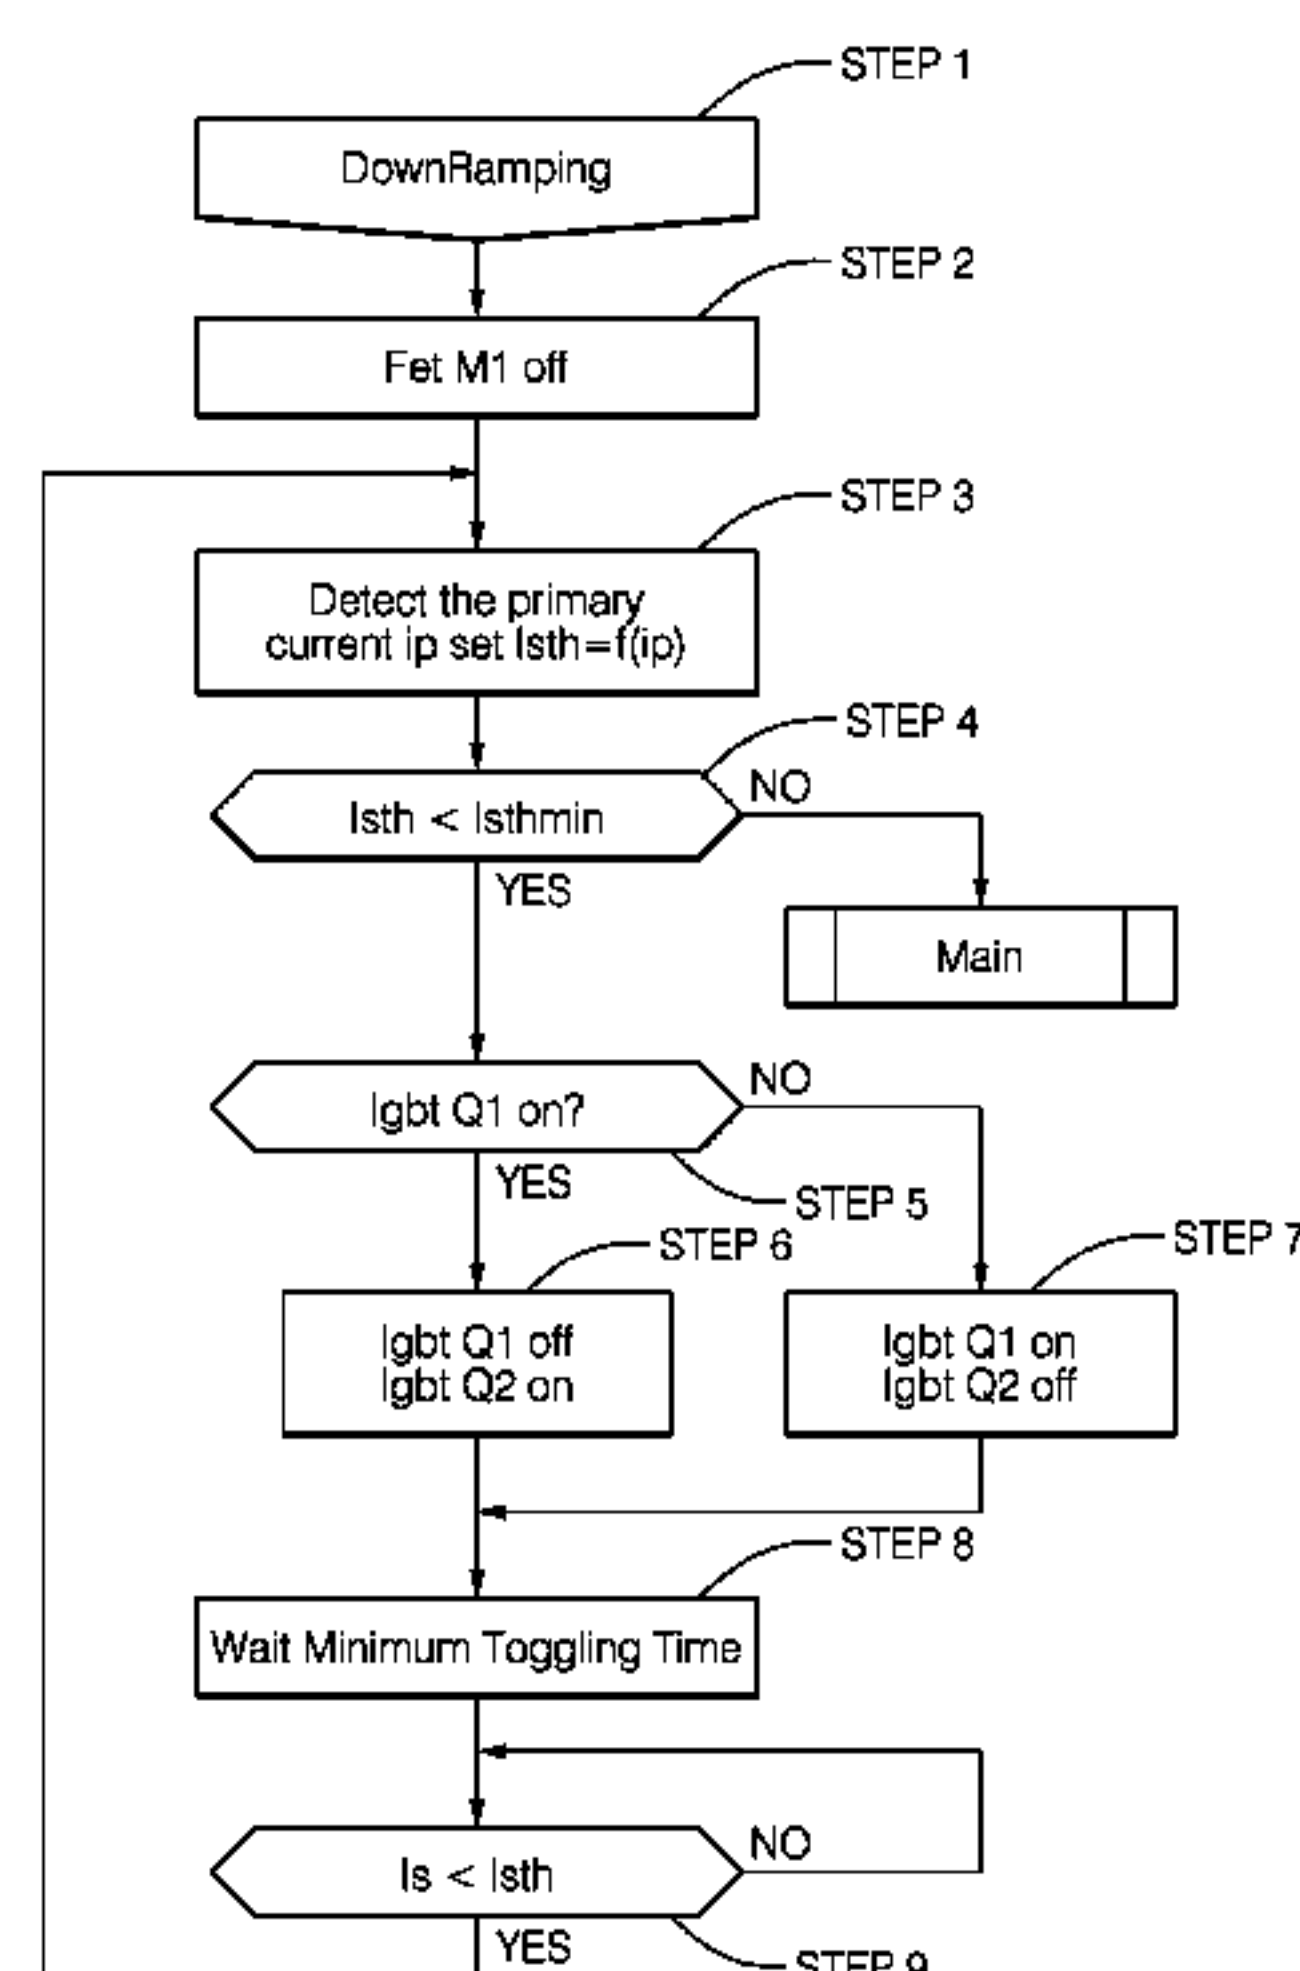 STEP 1
DownRamping
STEP 2
Fet M1 off
STEP 3
Detect the primary
current ip set Isth=f(ip)
STEP 4
Isth < Isthmin
NO
YES
Main
Igbt Q1 on?
NO
YES
STEP 5
STEP 6
STEP 7
Igbt Q1 off
Igbt Q2 on
Igbt Q1 on
Igbt Q2 off
STEP 8
Wait Minimum Toggling Time
Is < Isth
NO
YES
STEP 9